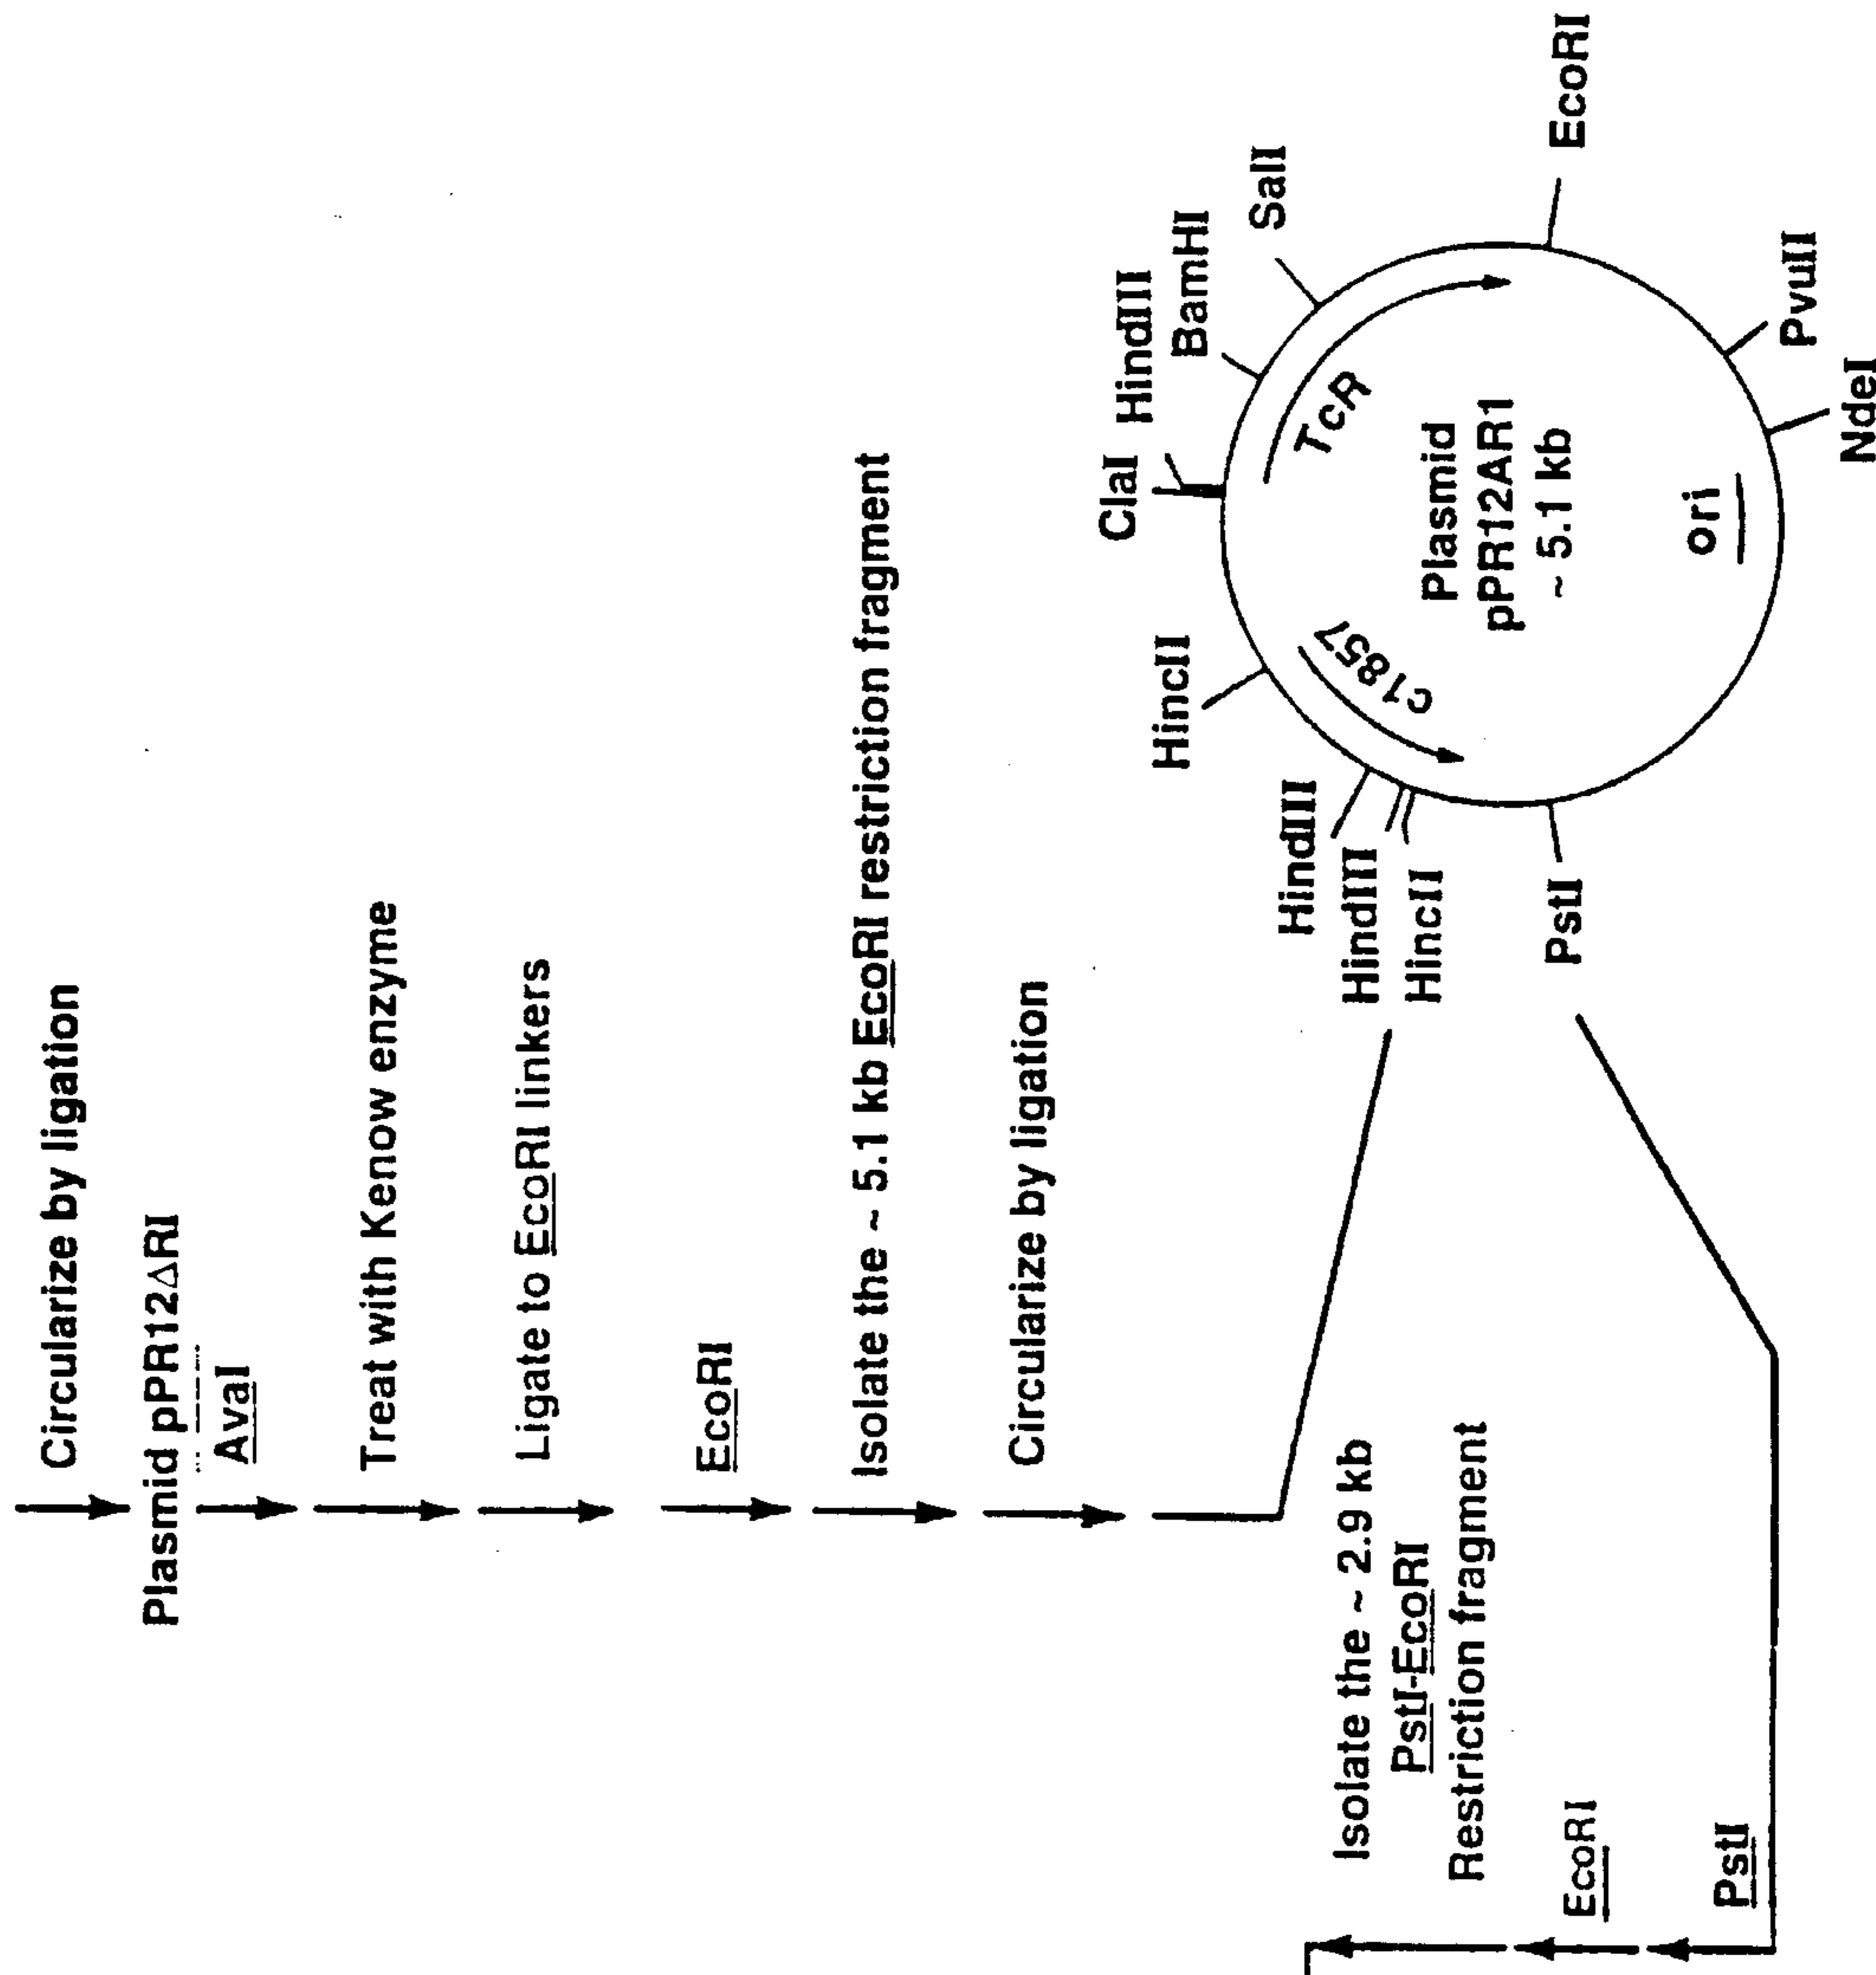 Circularize by ligation
Plasmid pPR12ΔRI
AvaI
Treat with Kenow enzyme
Ligate to EcoRI linkers
EcoRI
Isolate the ~ 5.1 kb EcoRI restriction fragment
Circularize by ligation
ClaI
HindIII
BamHI
SalI
EcoRI
PvuII
NdeI
PstI
HincII
HindIII
HindIII
HincII
TcR
c1857
Plasmid
pPR12AR1
~ 5.1 kb
ori
PstI
EcoRI
Isolate the ~ 2.9 kb
PstI-EcoRI
Restriction fragment